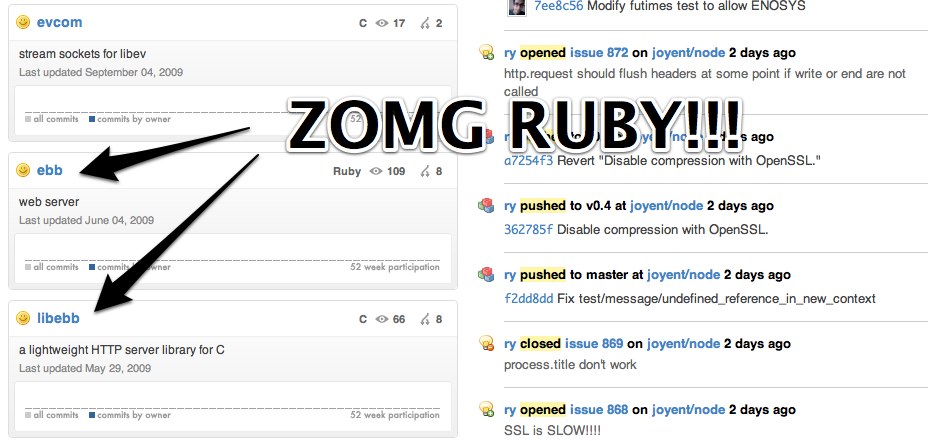 evcom C 17 2
stream sockets for libev
Last updated September 04, 2009
all commits commits by owner
ebb Ruby 109 8
web server
Last updated June 04, 2009
all commits commits by owner 52 week participation
libebb C 66 8
a lightweight HTTP server library for C
Last updated May 29, 2009
all commits commits by owner 52 week participation
ZOMG RUBY!!!
7ee8c56 Modify futimes test to allow ENOSYS
ry opened issue 872 on joyent/node 2 days ago
http.request should flush headers at some point if write or end are not
called
days ago
a7254f3 Revert "Disable compression with OpenSSL."
ry pushed to v0.4 at joyent/node 2 days ago
362785f Disable compression with OpenSSL.
ry pushed to master at joyent/node 2 days ago
f2dd8dd Fix test/message/undefined_reference_in_new_context
ry closed issue 869 on joyent/node 2 days ago
process.title don't work
ry opened issue 868 on joyent/node 2 days ago
SSL is SLOW!!!!